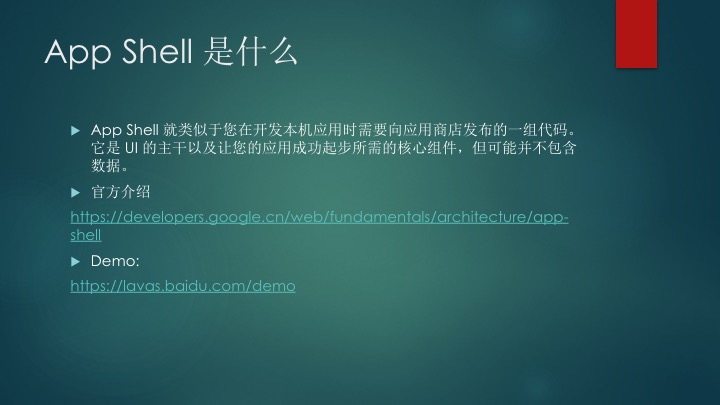 App Shell 是什么
App Shell 就类似于您在开发本机应用时需要向应用商店发布的一组代码。
它是 UI 的主干以及让您的应用成功起步所需的核心组件，但可能并不包含
数据。
官方介绍
https://developers.google.cn/web/fundamentals/architecture/app-
shell
Demo:
https://lavas.baidu.com/demo